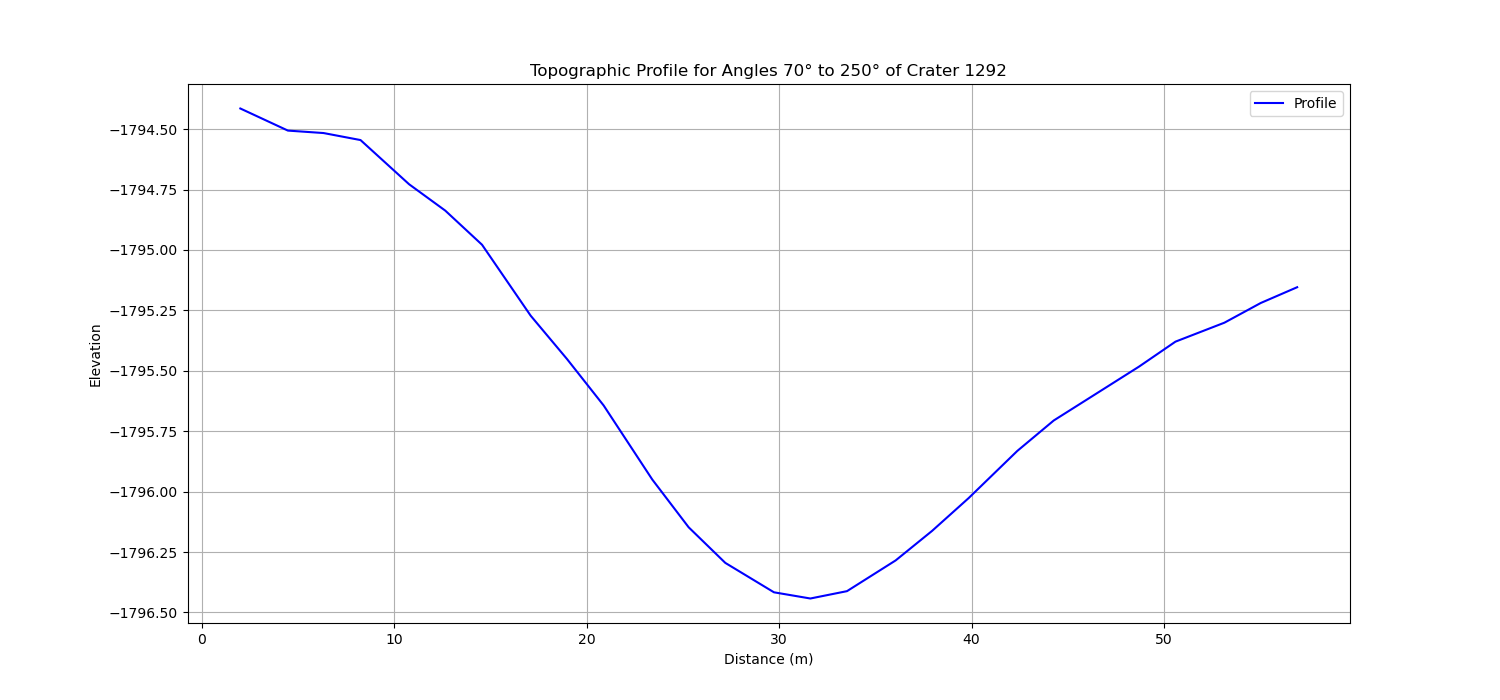 Topographic Profile for Angles 70° to 250° of Crater 1292
Profile
−1794.50
−1794.75
−1795.00
−1795.25
−1795.50
−1795.75
−1796.00
−1796.25
−1796.50
Elevation
0 10 20 30 40 50
Distance (m)